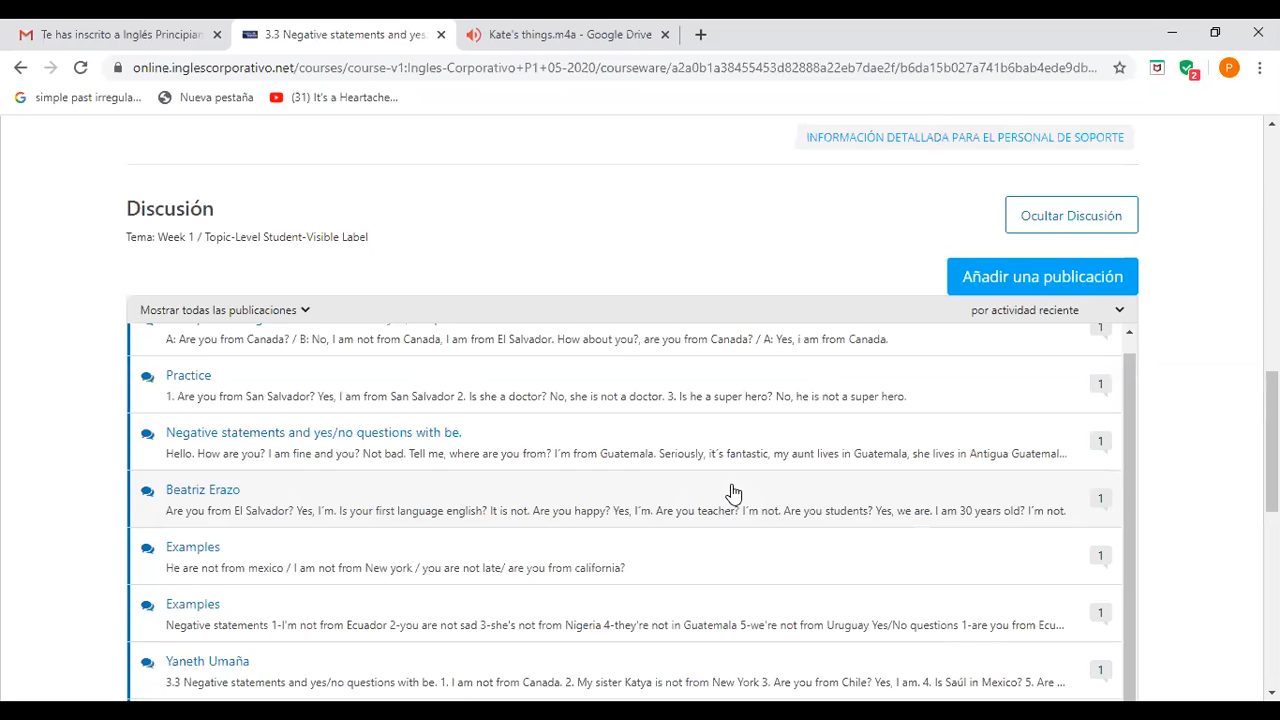 Te has inscrito a Inglés Principian
3.3 Negative statements and yes.
Kate's things.m4a - Google Drive
online.inglescorporativo.net/courses/course-v1:Ingles-Corporativo+P1+05-2020/courseware/a2a0b1a38455453d82888a22eb7dae2f/b6da15b027a741b6bab4ede9db...
P
2
simple past irregula...
Nueva pestaña
(31) It's a Heartache...
INFORMACIÓN DETALLADA PARA EL PERSONAL DE SOPORTE
Discusión
Ocultar Discusión
Tema: Week 1 / Topic-Level Student-Visible Label
Añadir una publicación
Mostrar todas las publicaciones
por actividad reciente
A: Are you from Canada? / B: No, I am not from Canada, I am from El Salvador. How about you?, are you from Canada? / A: Yes, i am from Canada.
1
Practice
1. Are you from San Salvador? Yes, I am from San Salvador 2. Is she a doctor? No, she is not a doctor. 3. Is he a super hero? No, he is not a super hero.
1
Negative statements and yes/no questions with be.
Hello. How are you? I am fine and you? Not bad. Tell me, where are you from? I´m from Guatemala. Seriously, it´s fantastic, my aunt lives in Guatemala, she lives in Antigua Guatemal...
1
Beatriz Erazo
Are you from El Salvador? Yes, I´m. Is your first language english? It is not. Are you happy? Yes, I´m. Are you teacher? I´m not. Are you students? Yes, we are. I am 30 years old? I´m not.
1
Examples
He are not from mexico / I am not from New york / you are not late/ are you from california?
1
Examples
Negative statements 1-I'm not from Ecuador 2-you are not sad 3-she's not from Nigeria 4-they're not in Guatemala 5-we're not from Uruguay Yes/No questions 1-are you from Ecu...
1
Yaneth Umaña
3.3 Negative statements and yes/no questions with be. 1. I am not from Canada. 2. My sister Katya is not from New York 3. Are you from Chile? Yes, I am. 4. Is Saúl in Mexico? 5. Are ...
1